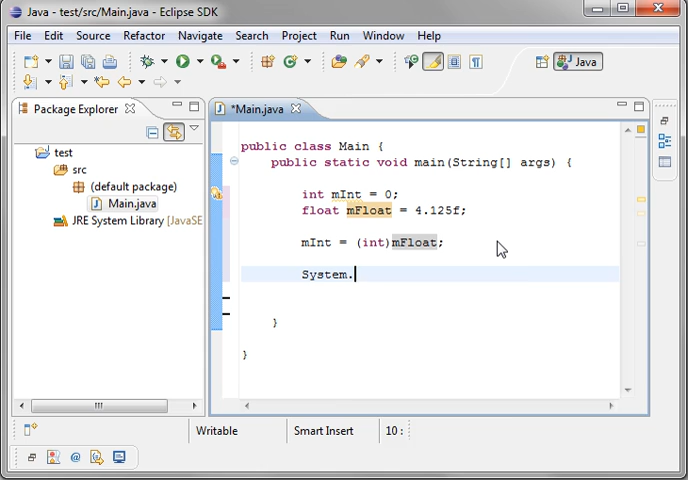 Java - test/src/Main.java - Eclipse SDK
File Edit Source Refactor Navigate Search Project Run Window Help
Java
Package Explorer
*Main.java
test
src
(default package)
Main.java
JRE System Library [JavaSE
public class Main {
public static void main(String[] args) {
int mInt = 0;
float mFloat = 4.125f;
mInt = (int)mFloat;
System.
}
}
Writable Smart Insert 10 :